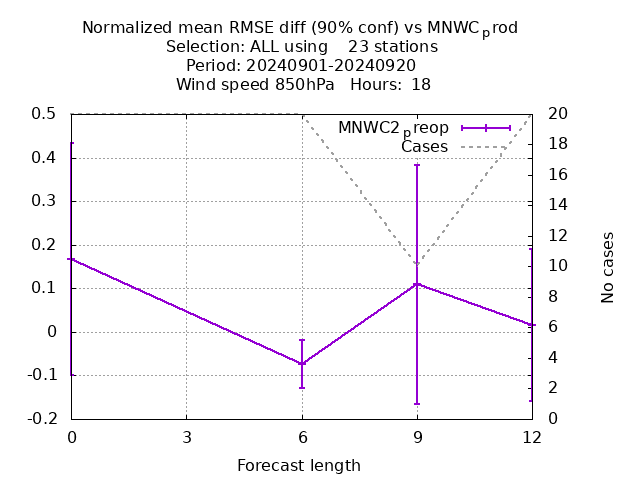 Normalized mean RMSE diff (90% conf) vs MNWCprod
Selection: ALL using    23 stations
Period: 20240901-20240920
Wind speed 850hPa   Hours: 18
MNWC2preop
Cases
0.5
0.4
0.3
0.2
0.1
0
-0.1
-0.2
20
18
16
14
12
10
8
6
4
2
0
No cases
0 3 6 9 12
Forecast length